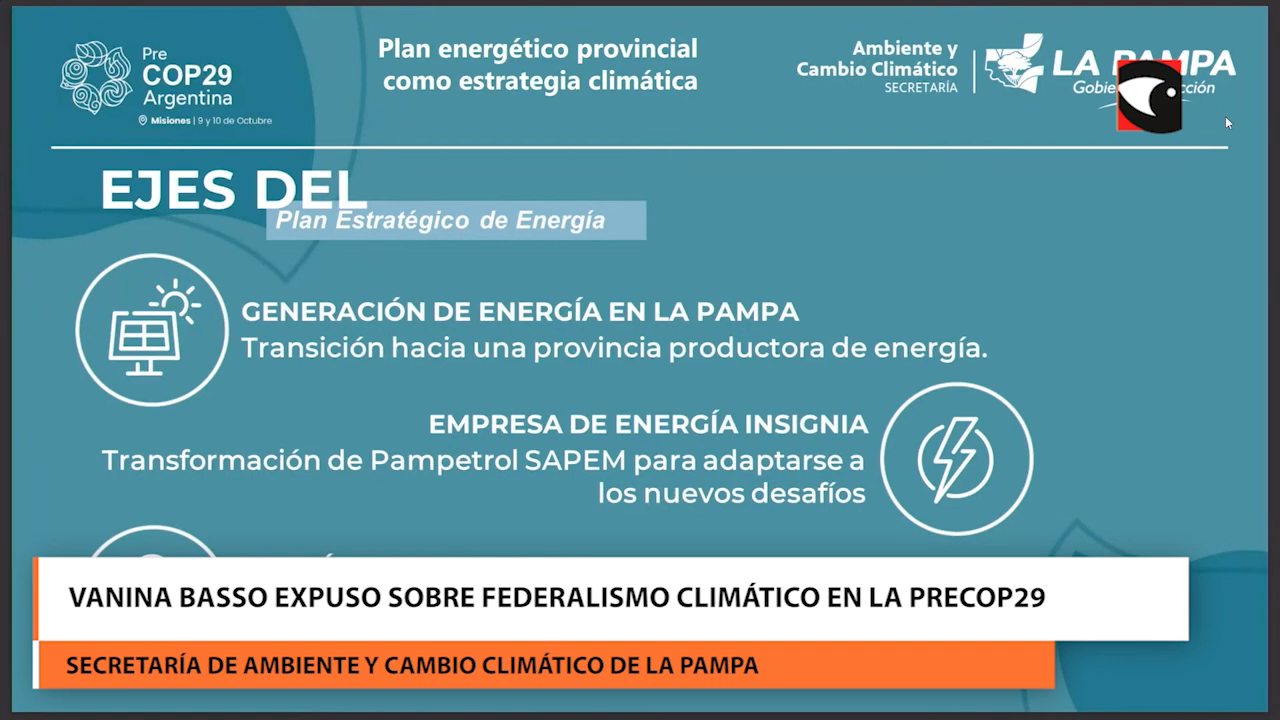 Pre
COP29
Argentina
Misiones | 9 y 10 de Octubre
Plan energético provincial
como estrategia climática
Ambiente y
Cambio Climático
SECRETARÍA
LA PAMPA
EJES DEL
Plan Estratégico de Energía
GENERACIÓN DE ENERGÍA EN LA PAMPA
Transición hacia una provincia productora de energía.
EMPRESA DE ENERGÍA INSIGNIA
Transformación de Pampetrol SAPEM para adaptarse a
los nuevos desafíos
VANINA BASSO EXPUSO SOBRE FEDERALISMO CLIMÁTICO EN LA PRECOP29
SECRETARÍA DE AMBIENTE Y CAMBIO CLIMÁTICO DE LA PAMPA